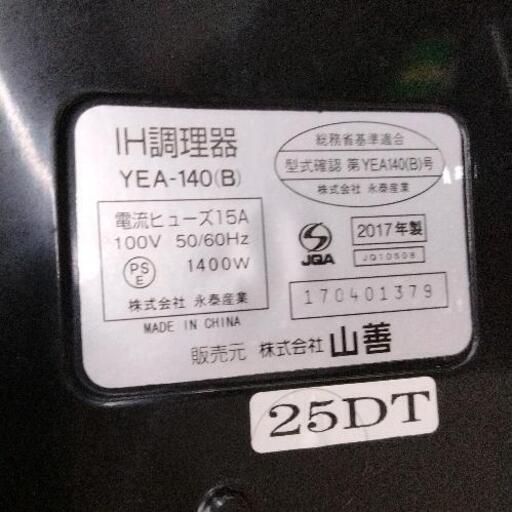 IH調理器
YEA-140(B)
総務省基準適合
型式確認 第YEA140(B)号
株式会社 永泰産業
電流ヒューズ15A
100V 50/60Hz
PS
E
1400W
株式会社 永泰産業
MADE IN CHINA
JQA
2017年製
JQ10508
170401379
販売元 株式会社 山善
25DT